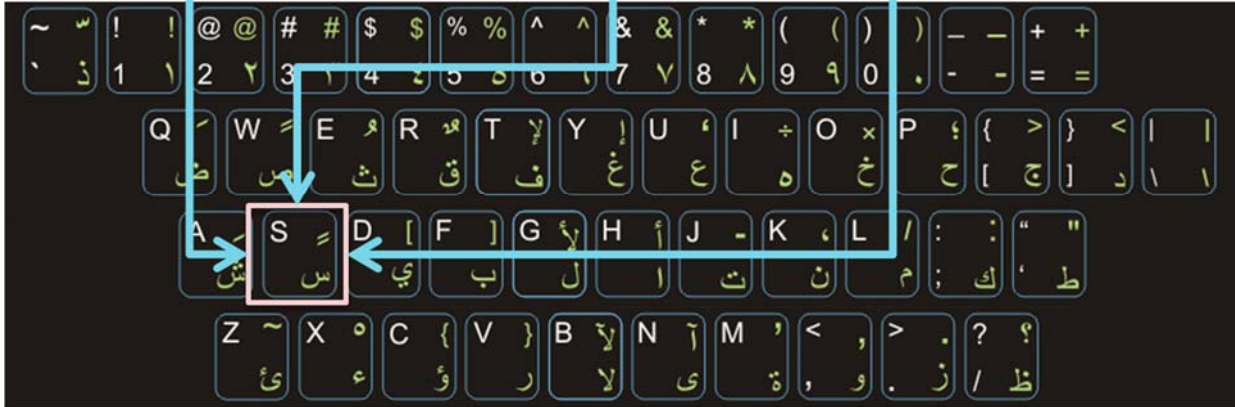 ~ ّ ! ! @ @ # # $ $ % % ^ ^ & & * * ( ( ) ) _ _ + +
` ذ 1 ١ 2 ٢ 3 ٣ 4 ٤ 5 ٥ 6 ٦ 7 ٧ 8 ٨ 9 ٩ 0 ٠ - - = =
Q َ W ً E ُ R ٌ T لإ Y إ U ‘ I ÷ O × P ؛ { > } < | |
ض ص ث ق ف غ ع ه خ ح [ ج ] د \ \
A ِ S ٍ D [ F ] G لأ H أ J - K ، L / : : “ "
ش س ي ب ل ا ت ن م ; ك ‘ ط
Z ~ X ْ C { V } B لآ N آ M ’ < , > . ? ؟
ئ ء ؤ ر لا ى ة , و . ز / ظ